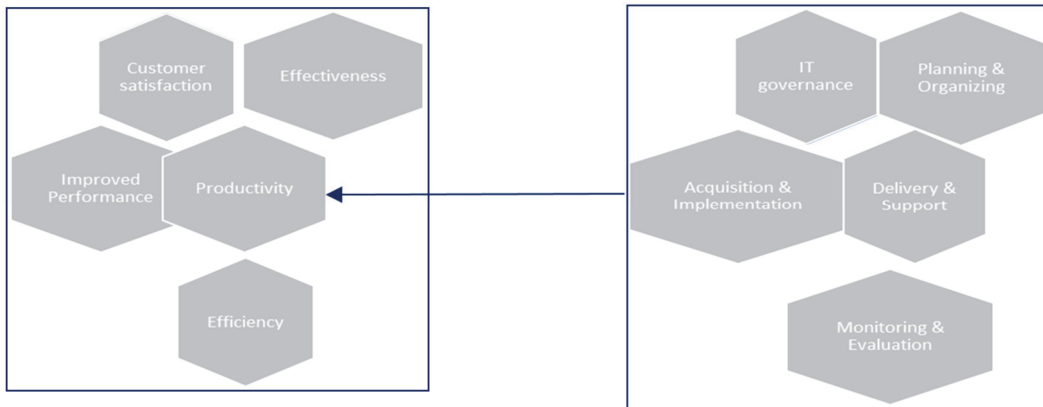 Customer
satisfaction
Effectiveness
Improved
Performance
Productivity
Efficiency
IT
governance
Planning &
Organizing
Acquisition &
Implementation
Delivery &
Support
Monitoring &
Evaluation